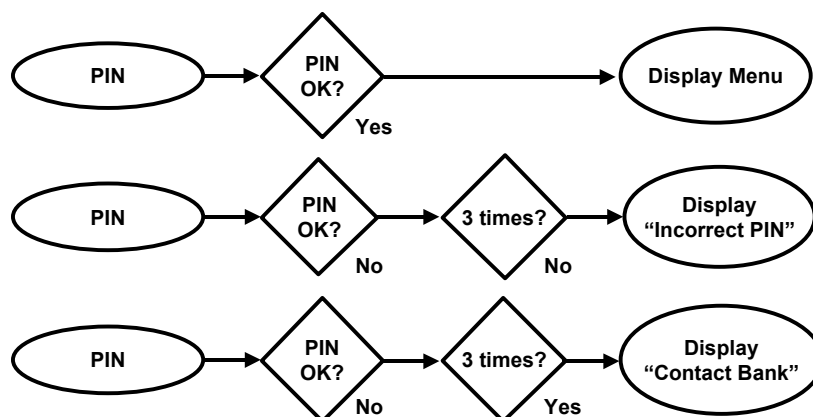 PIN
PIN
OK?
Yes
Display Menu
PIN
PIN
OK?
No
3 times?
No
Display
“Incorrect PIN”
PIN
PIN
OK?
No
3 times?
Yes
Display
“Contact Bank”